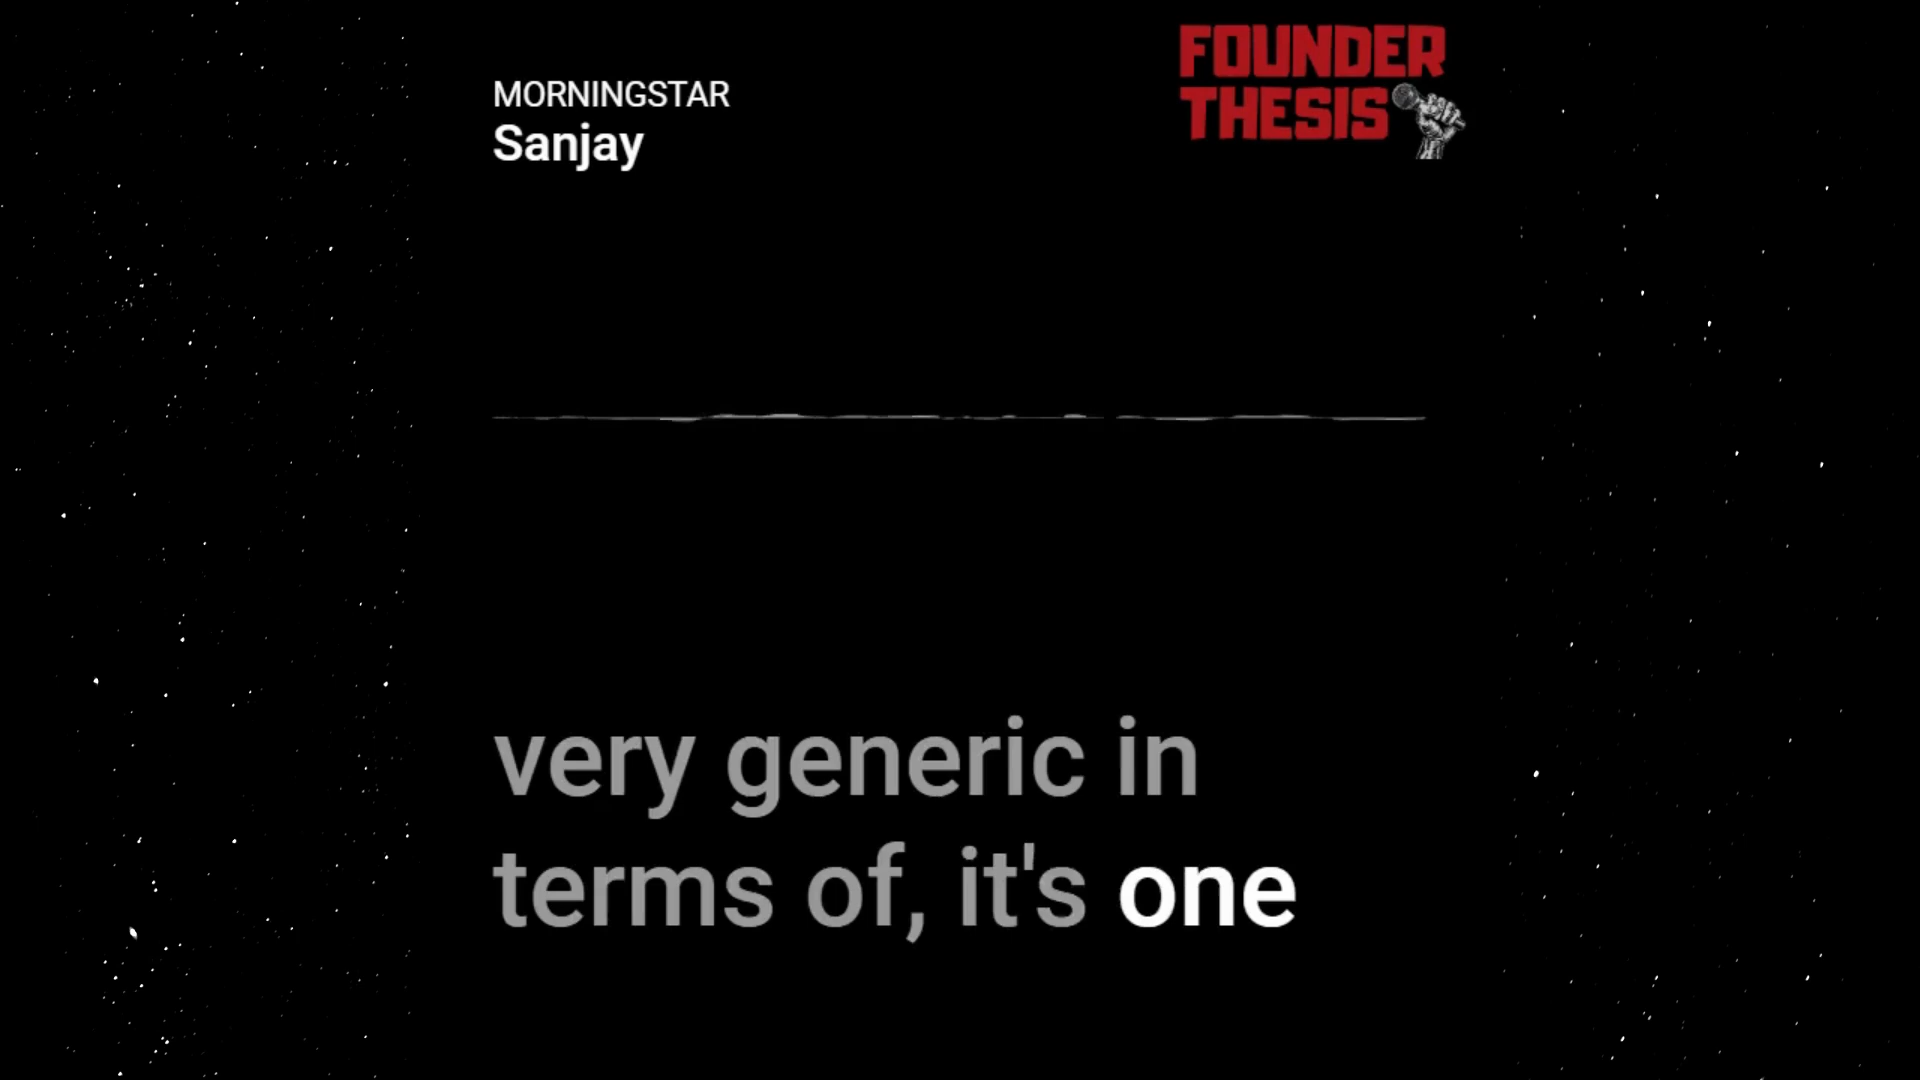 MORNINGSTAR
Sanjay
FOUNDER
THESIS
very generic in
terms of, it's one